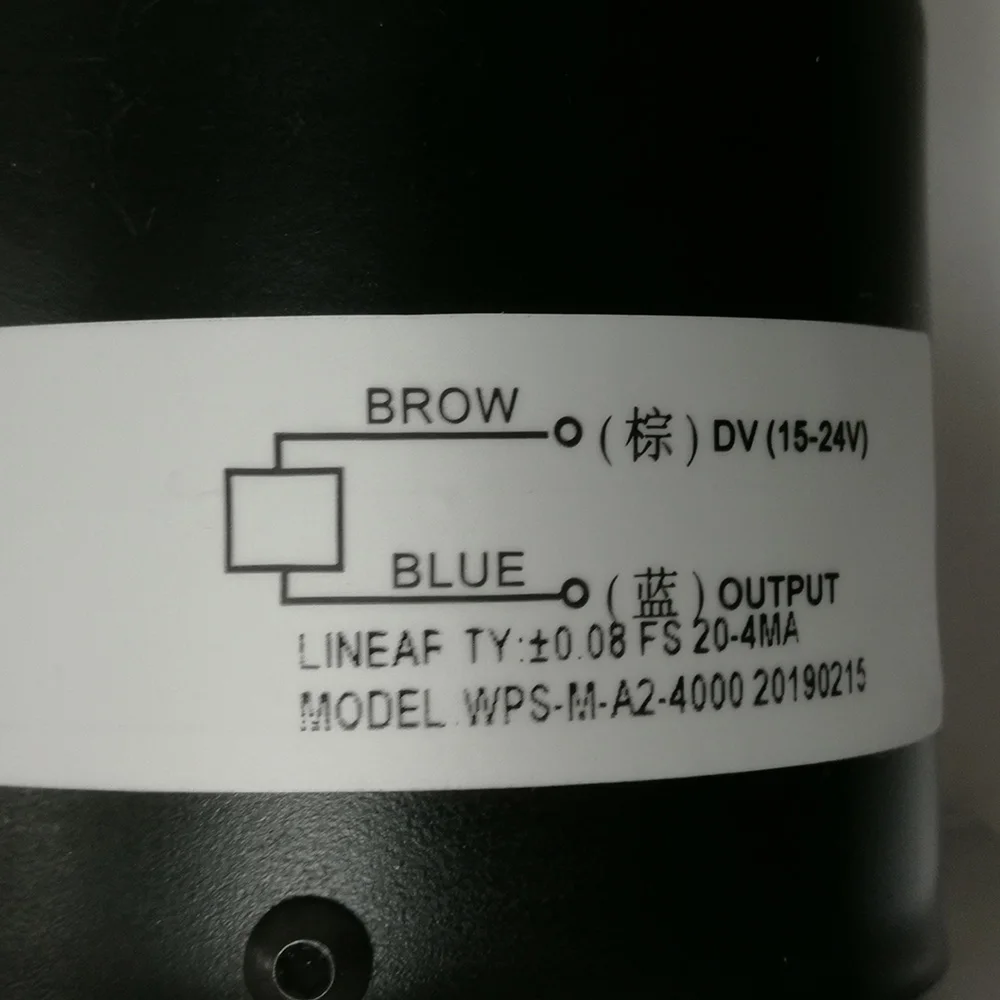 BROW
(棕) DV (15-24V)
BLUE
(蓝) OUTPUT
LINEAF TY:±0.08 FS 20-4MA
MODEL.WPS-M-A2-4000 20190215